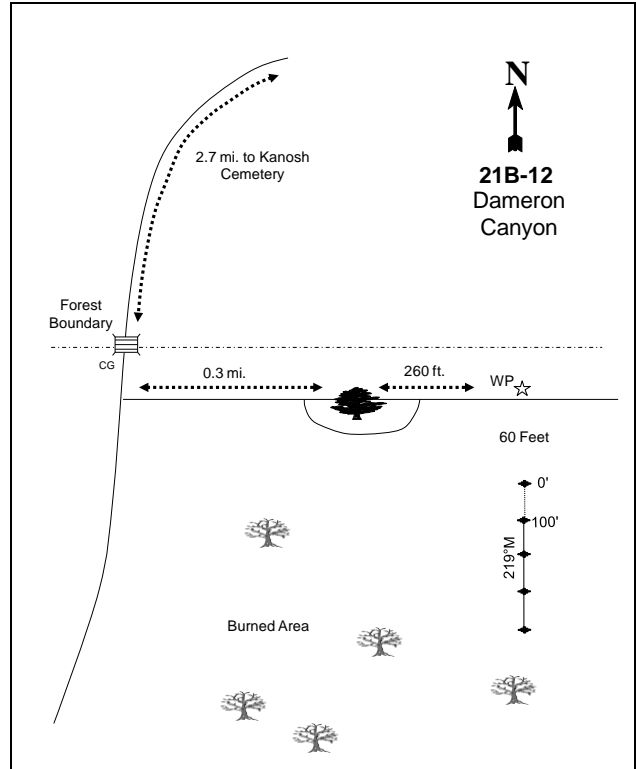 N
21B-12
Dameron
Canyon
2.7 mi. to Kanosh
Cemetery
Forest
Boundary
CG
0.3 mi.
260 ft.
WP
60 Feet
0'
100'
219°M
Burned Area